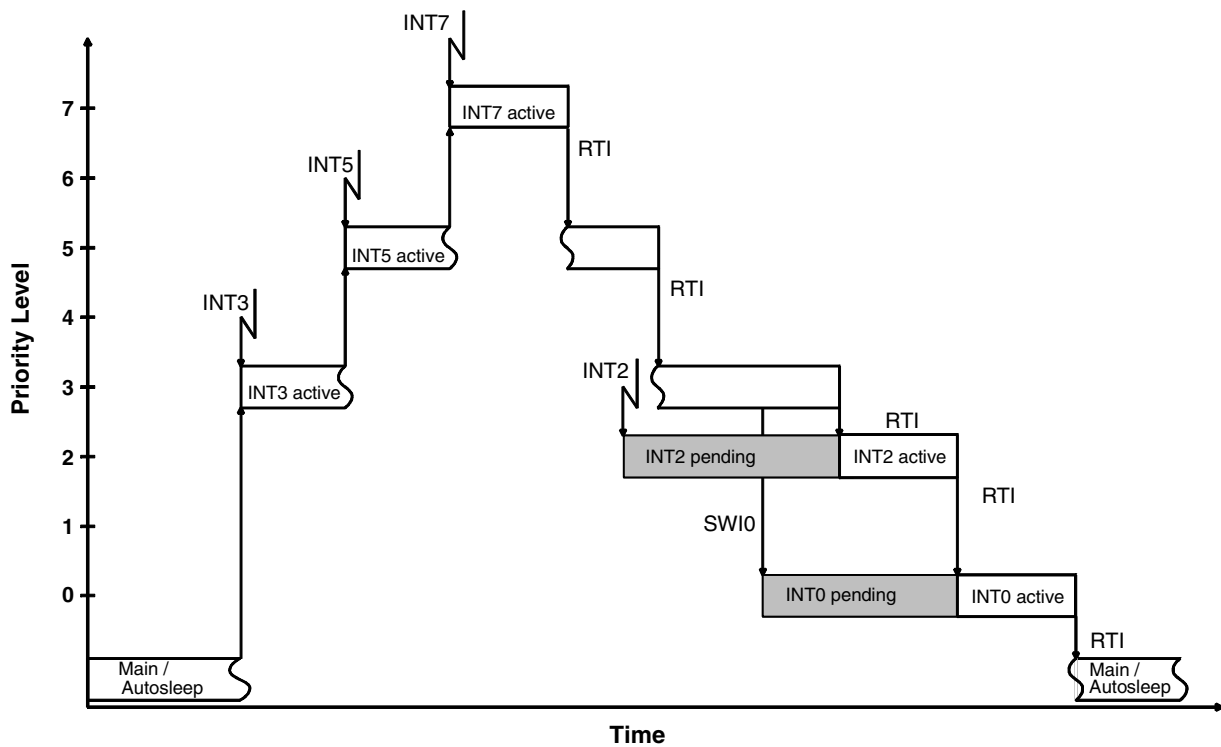 INT7
7
INT7 active
RTI
INT5
6
5
INT5 active
RTI
INT3
4
Priority Level
3
INT3 active
INT2
RTI
2
INT2 pending
INT2 active
RTI
1
SWI0
0
INT0 pending
INT0 active
RTI
Main /
Autosleep
Main /
Autosleep
Time